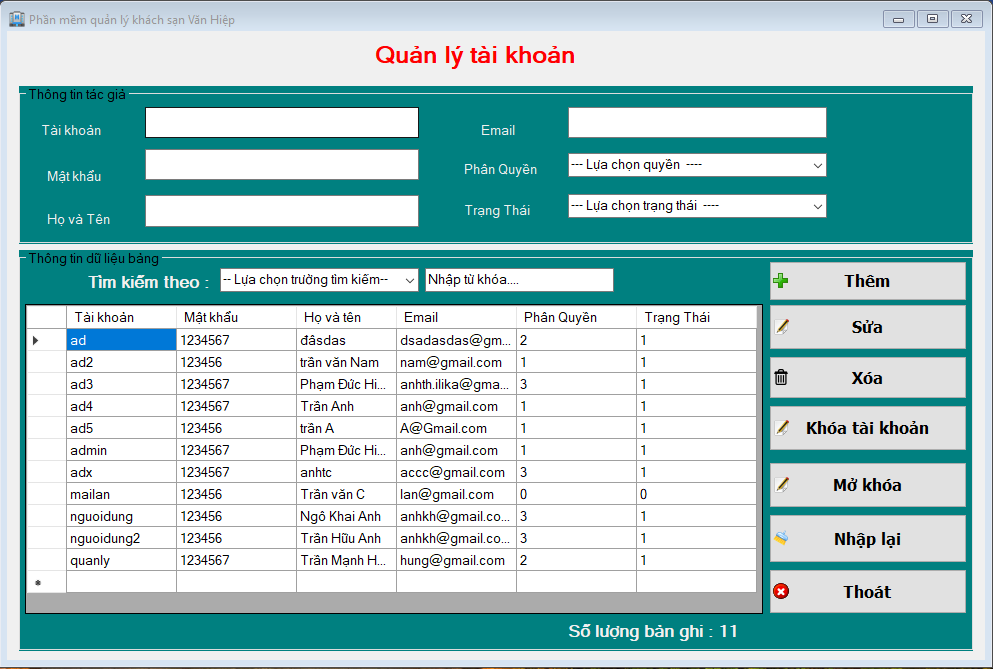 Phần mềm quản lý khách sạn Văn Hiệp
Quản lý tài khoản
Thông tin tác giả
Tài khoản
Email
Mật khẩu
Phân Quyền
--- Lựa chọn quyền ----
Họ và Tên
Trạng Thái
--- Lựa chọn trạng thái ----
Thông tin dữ liệu bảng
Tìm kiếm theo : -- Lựa chọn trường tìm kiếm-- Nhập từ khóa....
Tài khoản Mật khẩu Họ và tên Email Phân Quyền Trạng Thái
ad 1234567 đâsdas dsadasdas@gm... 2 1
ad2 123456 trần văn Nam nam@gmail.com 1 1
ad3 1234567 Phạm Đức Hi... anhth.ilika@gma... 3 1
ad4 123456 Trần Anh anh@gmail.com 1 1
ad5 123456 trần A A@Gmail.com 1 1
admin 123456 Phạm Đức Hi... anh@gmail.com 1 1
adx 1234567 anhtc accc@gmail.com 3 1
mailan 123456 Trần văn C lan@gmail.com 0 0
nguoidung 123456 Ngô Khai Anh anhkh@gmail.co... 3 1
nguoidung2 123456 Trần Hữu Anh anhkh@gmail.co... 3 1
quanly 1234567 Trần Mạnh H... hung@gmail.com 2 1
Thêm
Sửa
Xóa
Khóa tài khoản
Mở khóa
Nhập lại
Thoát
Số lượng bản ghi : 11